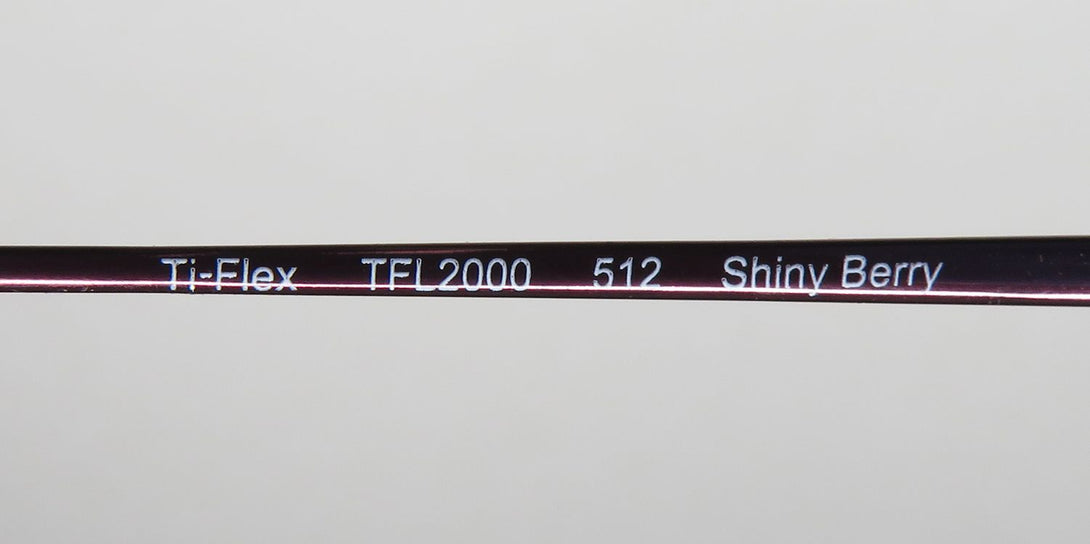 Ti-Flex TFL2000 512 Shiny Berry